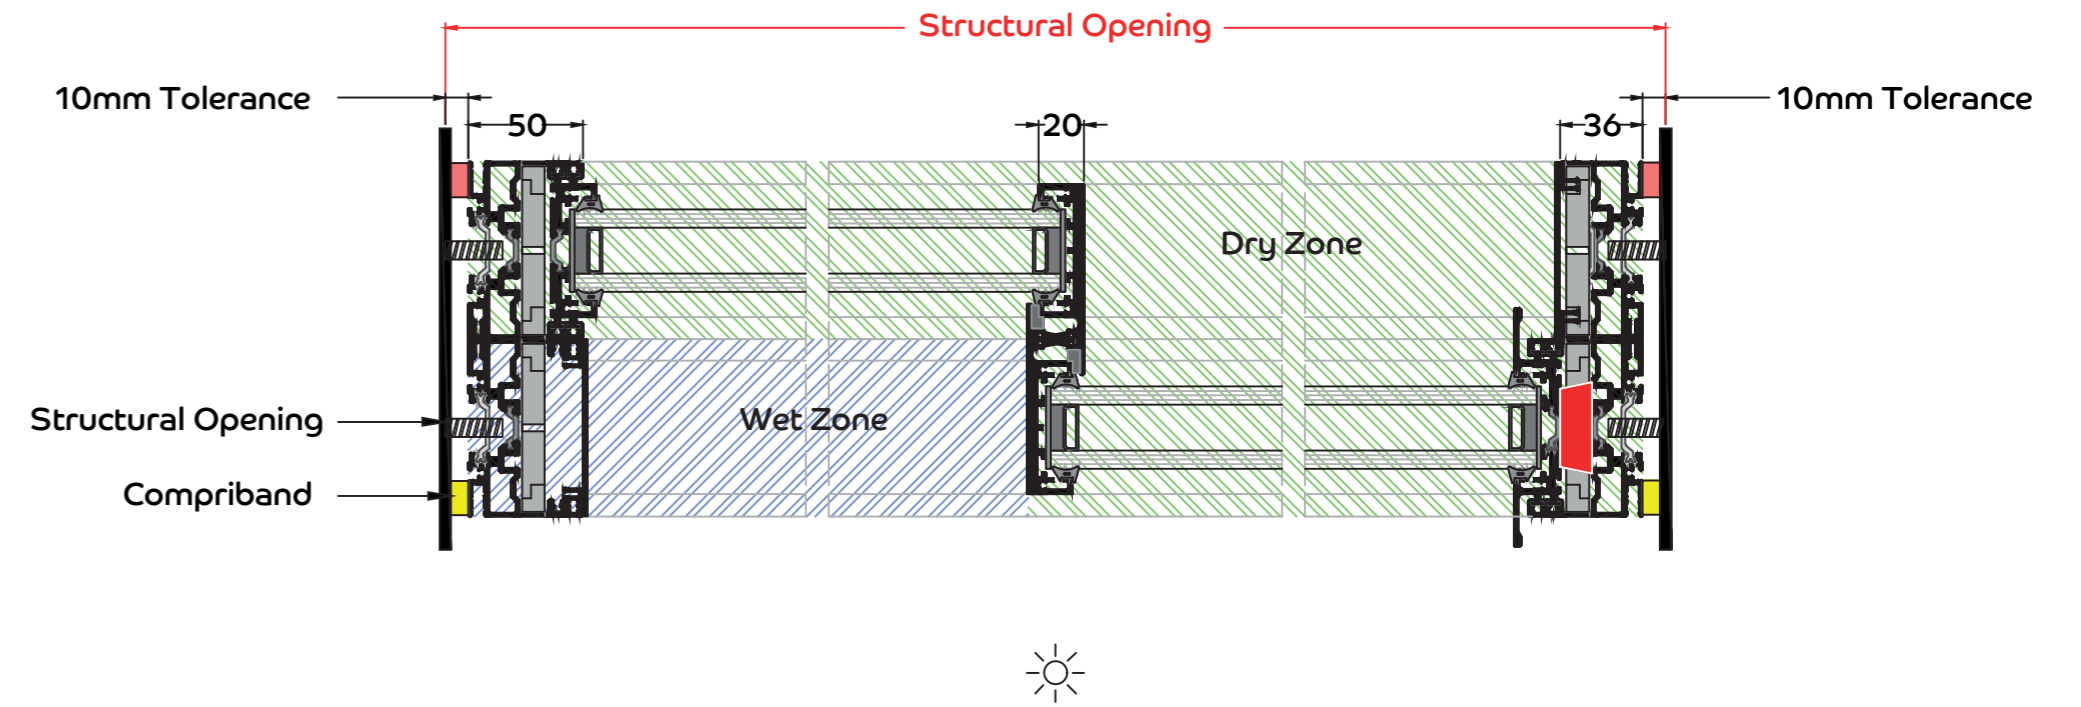 Structural Opening
10mm Tolerance
10mm Tolerance
50
20
36
Dry Zone
Structural Opening
Wet Zone
Compriband